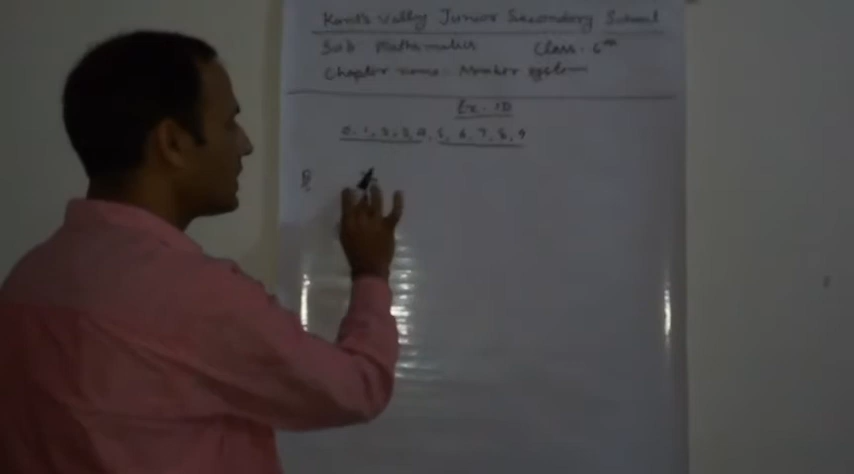 Valley Junior Secondary School
Sub Mathematics Class: 6th
Chapter name: Number system
Ex. 1D
0, 1, 2, 3, 4, 5, 6, 7, 8, 9